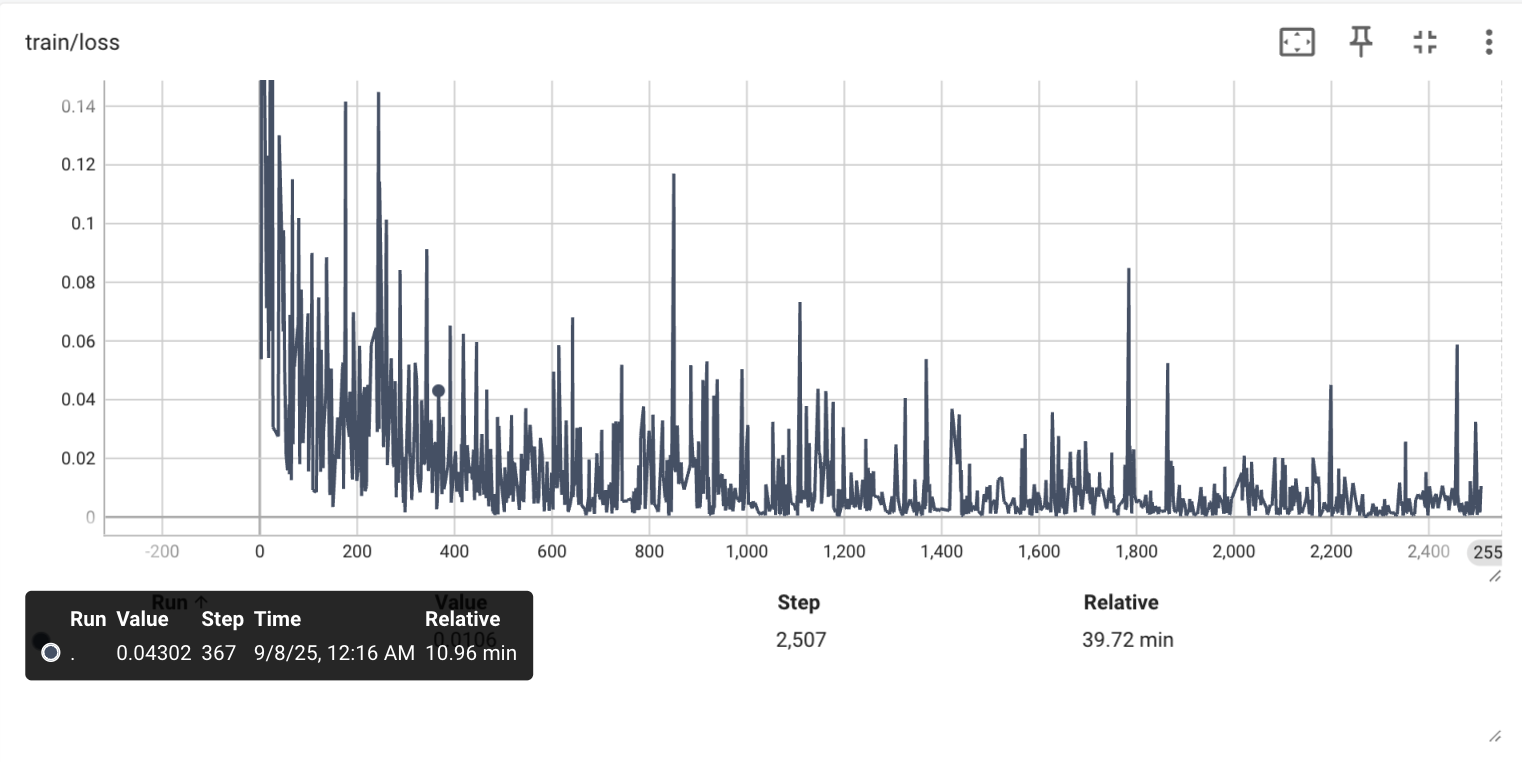 train/loss
0.14
0.12
0.1
0.08
0.06
0.04
0.02
0
-200 0 200 400 600 800 1,000 1,200 1,400 1,600 1,800 2,000 2,200 2,400 255
Run ↑ Value Step Relative
0.0106 2,507 39.72 min
Run Value Step Time Relative
. 0.04302 367 9/8/25, 12:16 AM 10.96 min